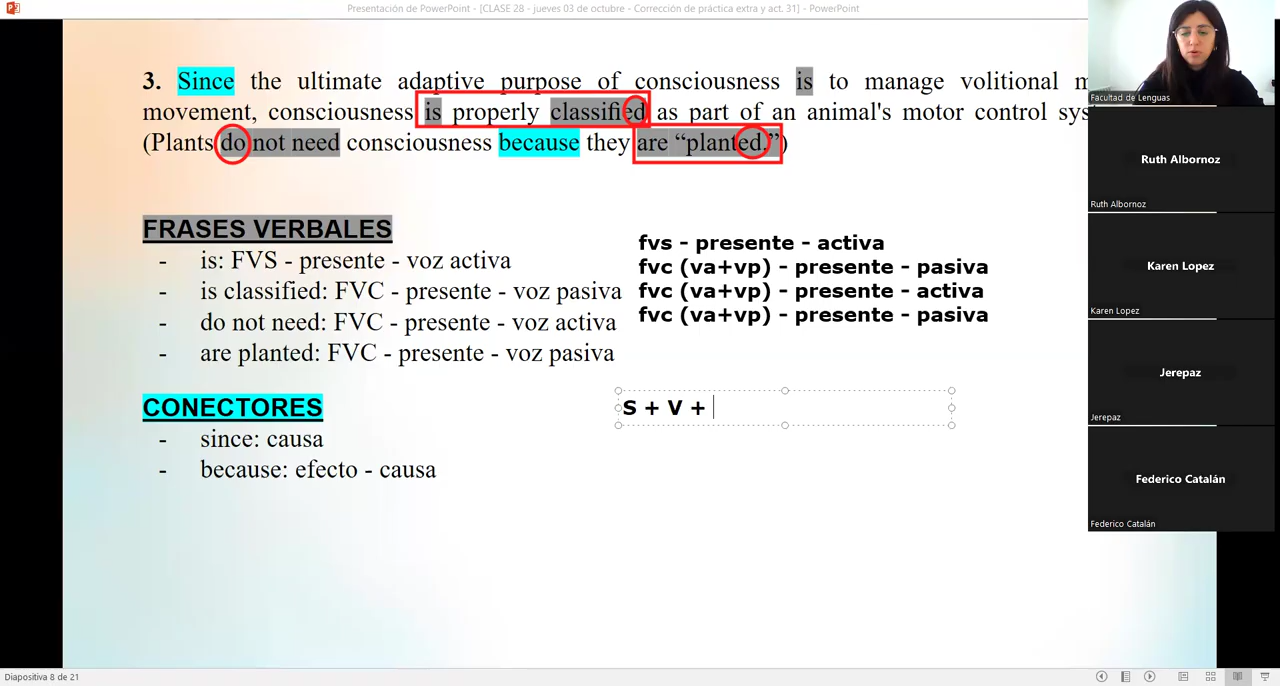 Presentación de PowerPoint - [CLASE 28 - jueves 03 de octubre - Corrección de práctica extra y act. 31] - PowerPoint
3. Since the ultimate adaptive purpose of consciousness is to manage volitional m
movement, consciousness is properly classified as part of an animal's motor control sys
(Plants do not need consciousness because they are “planted.”)
FRASES VERBALES
- is: FVS - presente - voz activa
- is classified: FVC - presente - voz pasiva
- do not need: FVC - presente - voz activa
- are planted: FVC - presente - voz pasiva
fvs - presente - activa
fvc (va+vp) - presente - pasiva
fvc (va+vp) - presente - activa
fvc (va+vp) - presente - pasiva
CONECTORES
- since: causa
- because: efecto - causa
S + V +
Facultad de Lenguas
Ruth Albornoz
Ruth Albornoz
Karen Lopez
Karen Lopez
Jerepaz
Jerepaz
Federico Catalán
Federico Catalán
Diapositiva 8 de 21